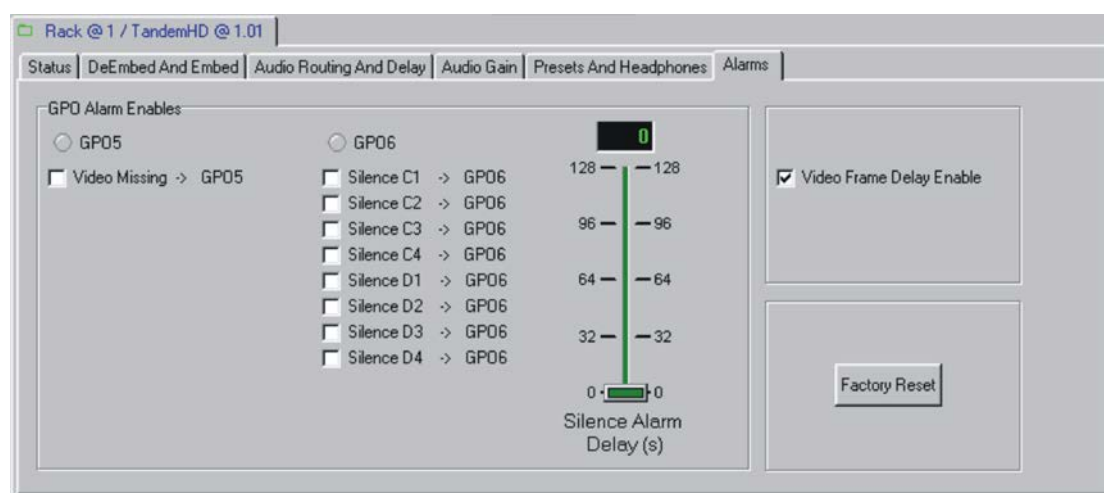 Rack @ 1 / TandemHD @ 1.01
Status DeEmbed And Embed Audio Routing And Delay Audio Gain Presets And Headphones Alarms
GPO Alarm Enables
GPO5
Video Missing -> GPO5
GPO6
Silence C1 -> GPO6
Silence C2 -> GPO6
Silence C3 -> GPO6
Silence C4 -> GPO6
Silence D1 -> GPO6
Silence D2 -> GPO6
Silence D3 -> GPO6
Silence D4 -> GPO6
0
128 128
96 96
64 64
32 32
0 0
Silence Alarm
Delay (s)
Video Frame Delay Enable
Factory Reset